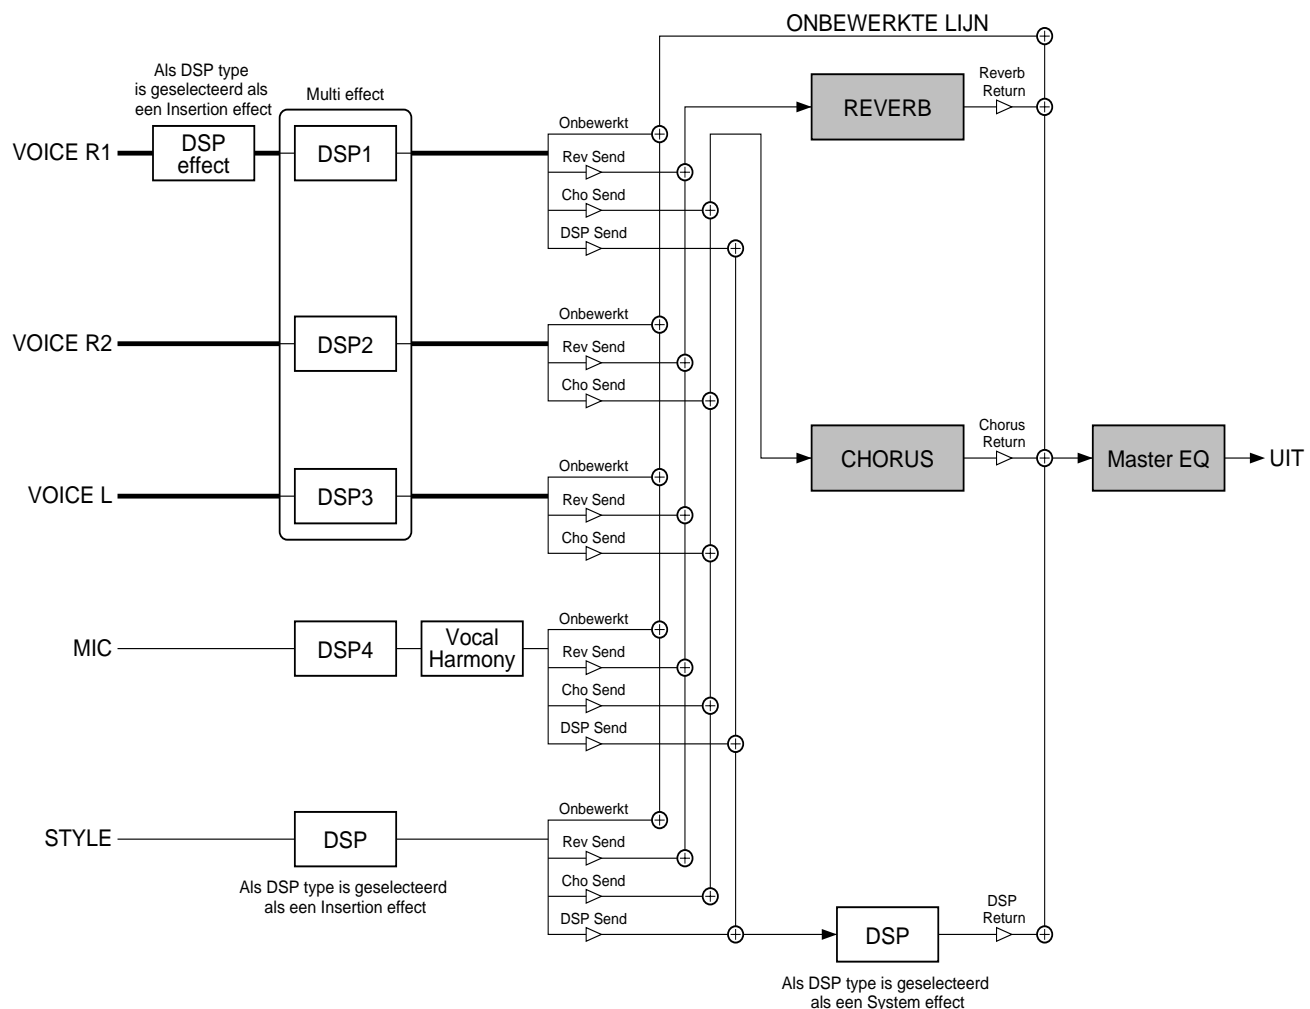 ONBEWERKTE LIJN
Als DSP type
is geselecteerd als
een Insertion effect
Multi effect
VOICE R1
DSP
effect
DSP1
Onbewerkt
Rev Send
Cho Send
DSP Send
REVERB
Reverb
Return
VOICE R2
DSP2
Onbewerkt
Rev Send
Cho Send
CHORUS
Chorus
Return
Master EQ
UIT
VOICE L
DSP3
Onbewerkt
Rev Send
Cho Send
MIC
DSP4
Vocal
Harmony
Onbewerkt
Rev Send
Cho Send
DSP Send
STYLE
DSP
Als DSP type is geselecteerd
als een Insertion effect
Onbewerkt
Rev Send
Cho Send
DSP Send
DSP
DSP
Return
Als DSP type is geselecteerd
als een System effect